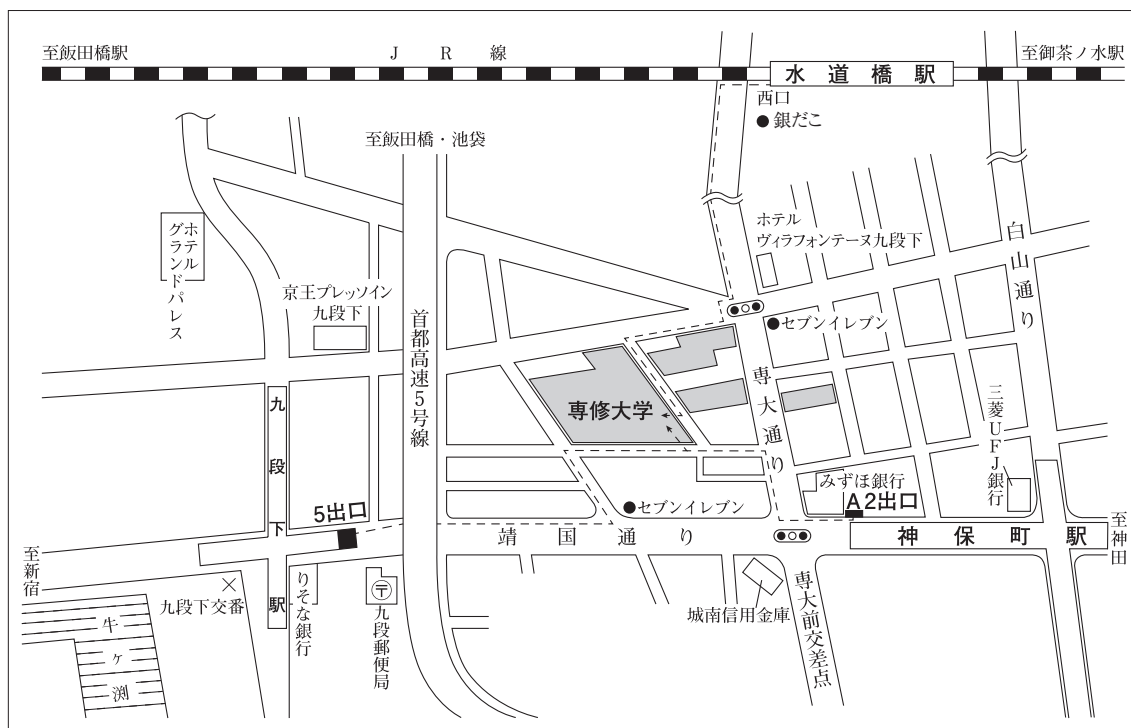 至飯田橋駅
JR線
至御茶ノ水駅
水道橋駅
西口
●銀だこ
至飯田橋・池袋
ホテル
ヴィラフォンテーヌ九段下
白山通り
ホテル
グランドパレス
京王プレッソイン
九段下
首都高速5号線
●セブンイレブン
専修大学
専大通り
三菱UFJ銀行
九段下駅
みずほ銀行
A2出口
5出口
●セブンイレブン
靖国通り
神保町駅
至神田
至新宿
九段下交番
りそな銀行
〒
九段郵便局
城南信用金庫
専大前交差点
牛ヶ渕